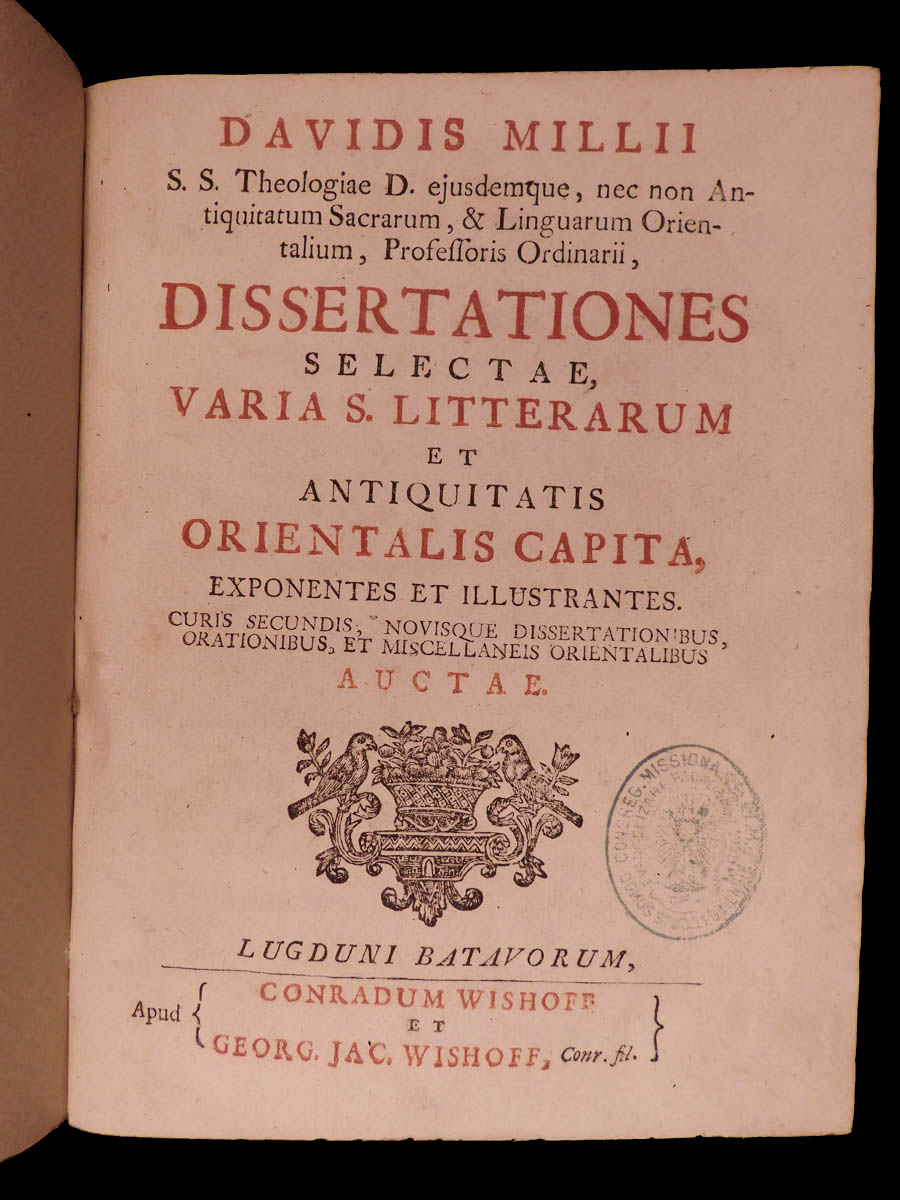 DAVIDIS MILLII
S. S. Theologiae D. ejusdemque, nec non An-
tiquitatum Sacrarum, & Linguarum Orien-
talium, Professoris Ordinarii,
DISSERTATIONES
SELECTAE,
VARIA S. LITTERARUM
ET
ANTIQUITATIS
ORIENTALIS CAPITA,
EXPONENTES ET ILLUSTRANTES.
CURIS SECUNDIS, NOVISQUE DISSERTATIONIBUS,
ORATIONIBUS, ET MISCELLANEIS ORIENTALIBUS
AUCTAE.
CONGREG. MISSIONA
LUGDUNI BATAVORUM,
Apud
CONRADUM WISHOFF
ET
GEORG. JAC. WISHOFF, Conr. fil.